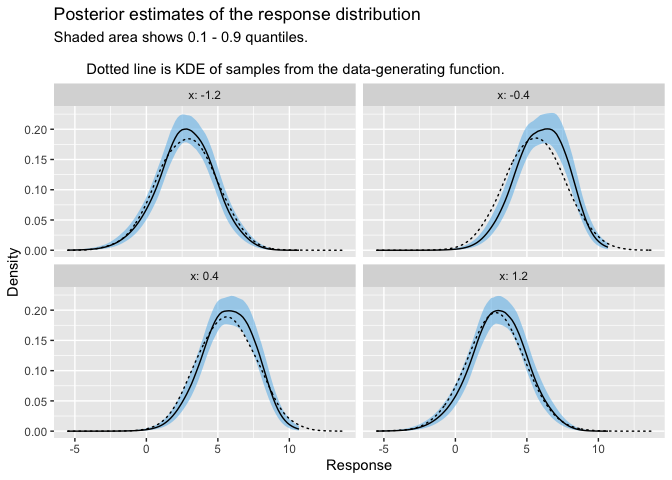 Posterior estimates of the response distribution
Shaded area shows 0.1 - 0.9 quantiles.
Dotted line is KDE of samples from the data-generating function.
x: -1.2
x: -0.4
0.20
0.15
0.10
0.05
0.00
x: 0.4
x: 1.2
0.20
0.15
0.10
0.05
0.00
Density
-5 0 5 10
-5 0 5 10
Response